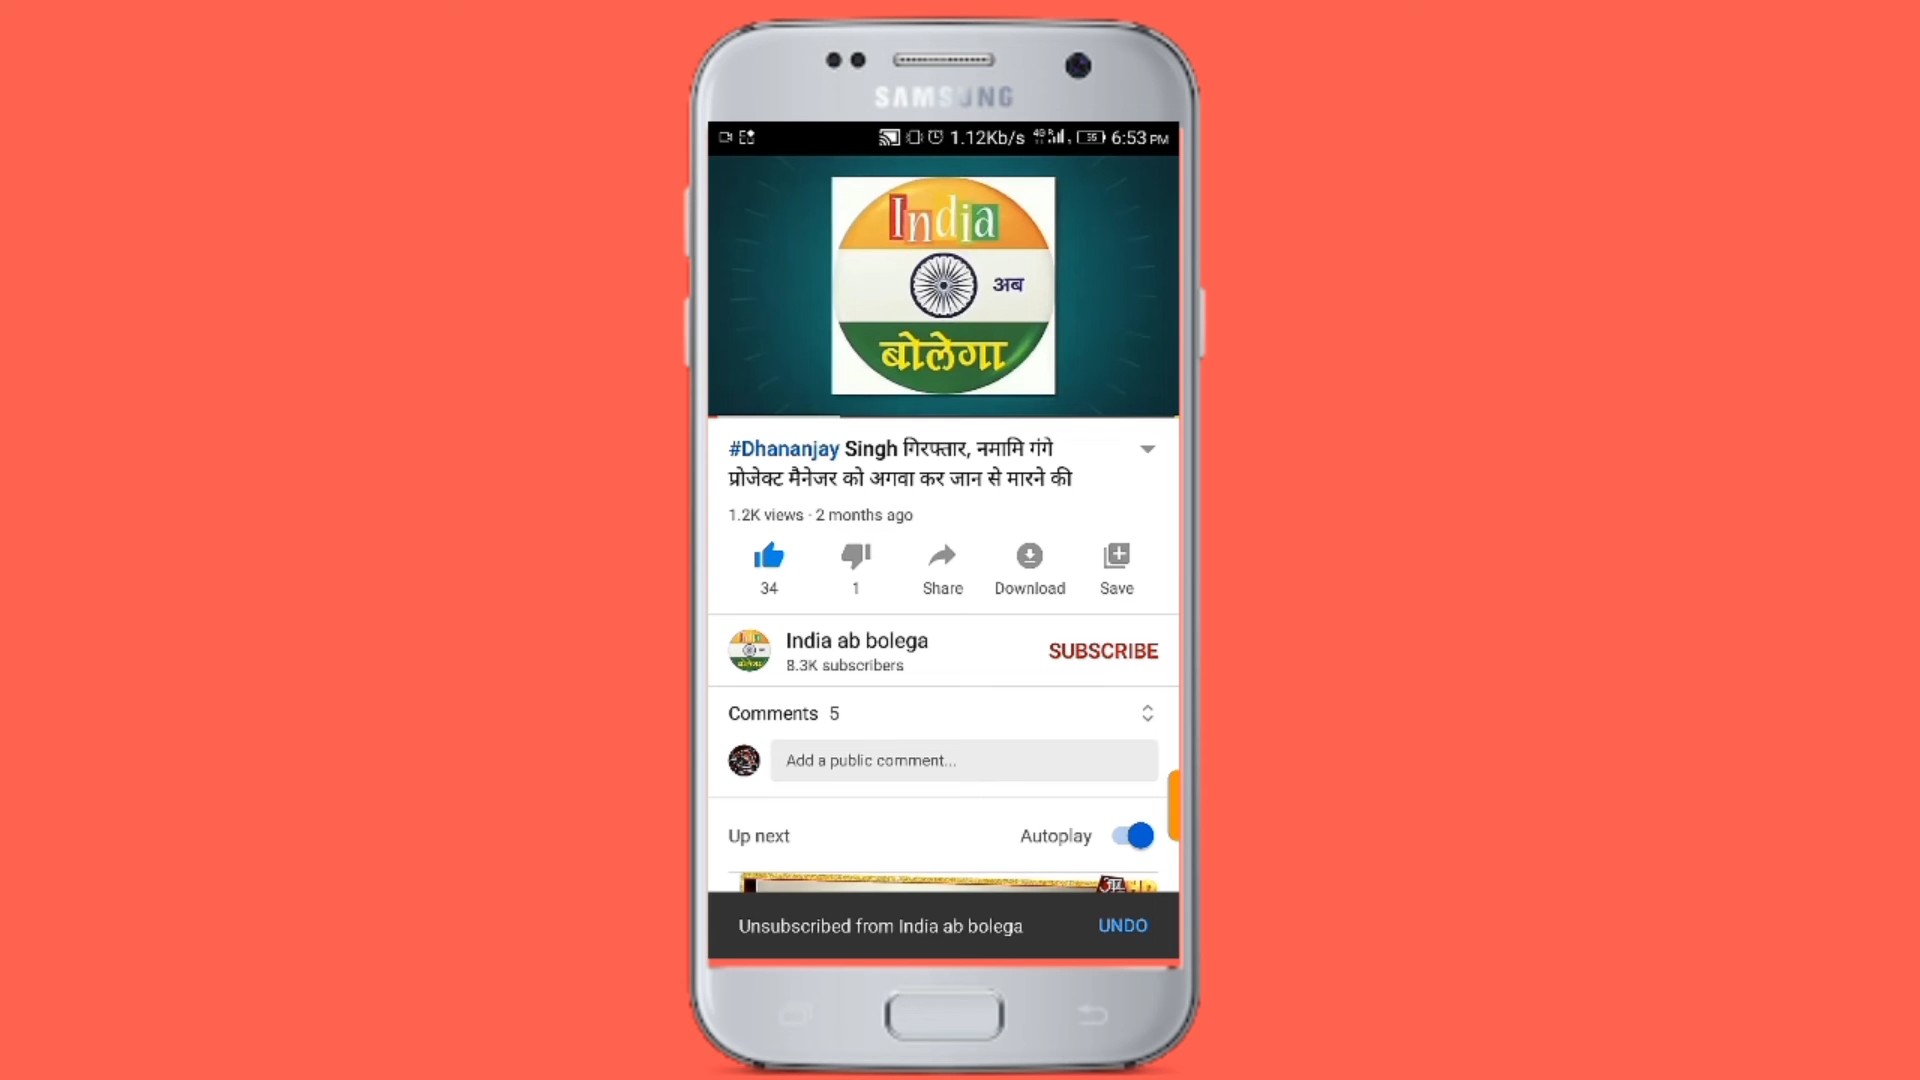 SAMSUNG
1.12Kb/s 4G R 35 6:53 PM
India
अब
बोलेगा
#Dhananjay Singh गिरफ्तार, नमामि गंगे
प्रोजेक्ट मैनेजर को अगवा कर जान से मारने की
1.2K views · 2 months ago
34 1 Share Download Save
India ab bolega SUBSCRIBE
8.3K subscribers
Comments 5
Add a public comment...
Up next Autoplay
Unsubscribed from India ab bolega UNDO